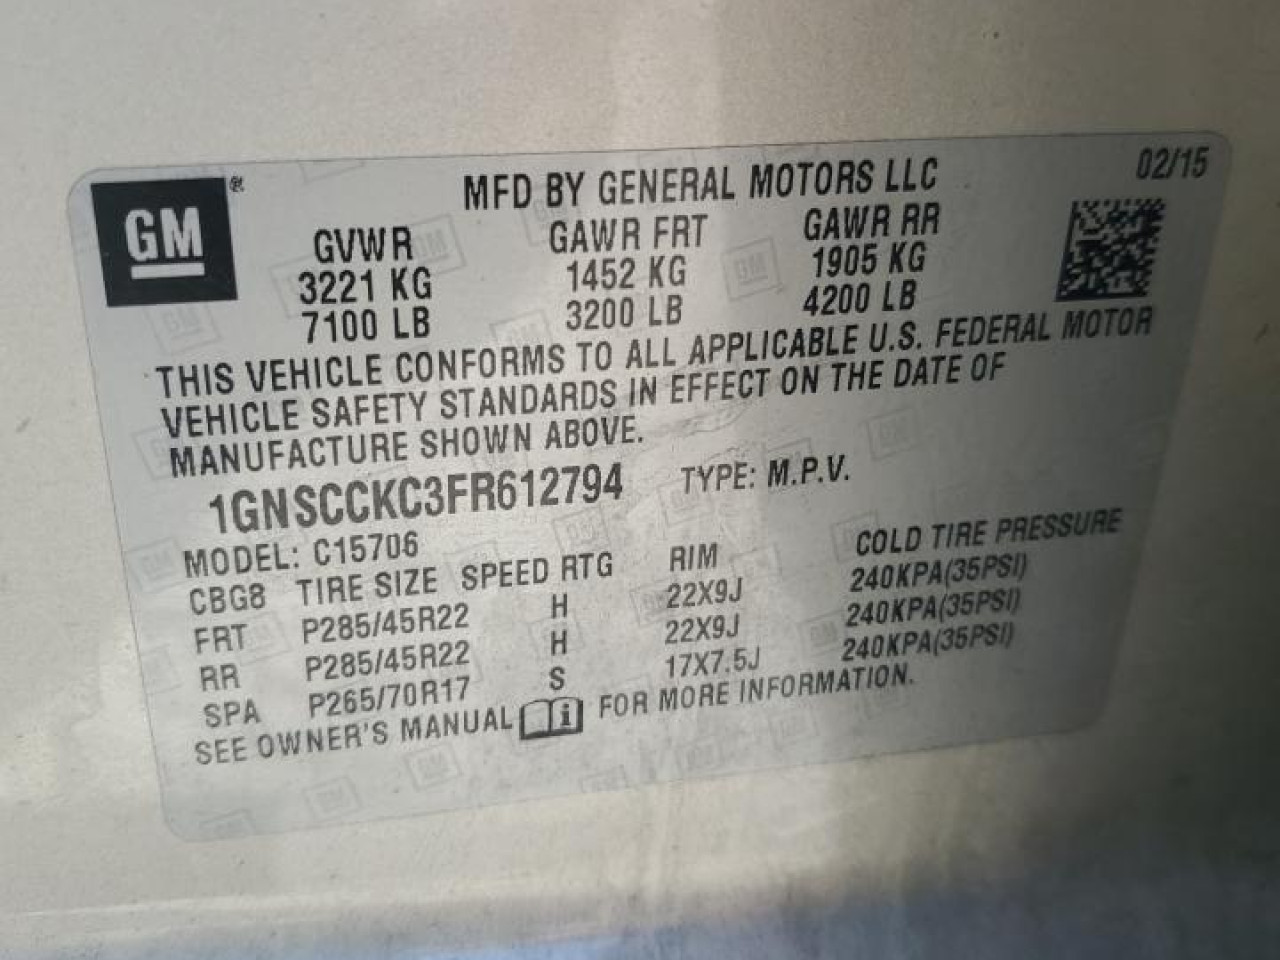 GM ®
MFD BY GENERAL MOTORS LLC 02/15
GVWR GAWR FRT GAWR RR
3221 KG 1452 KG 1905 KG
7100 LB 3200 LB 4200 LB
THIS VEHICLE CONFORMS TO ALL APPLICABLE U.S. FEDERAL MOTOR
VEHICLE SAFETY STANDARDS IN EFFECT ON THE DATE OF
MANUFACTURE SHOWN ABOVE.
1GNSCCKC3FR612794 TYPE: M.P.V.
MODEL: C15706
CBG8 TIRE SIZE SPEED RTG RIM COLD TIRE PRESSURE
FRT P285/45R22 H 22X9J 240KPA(35PSI)
RR P285/45R22 H 22X9J 240KPA(35PSI)
SPA P265/70R17 S 17X7.5J 240KPA(35PSI)
SEE OWNER'S MANUAL i FOR MORE INFORMATION.